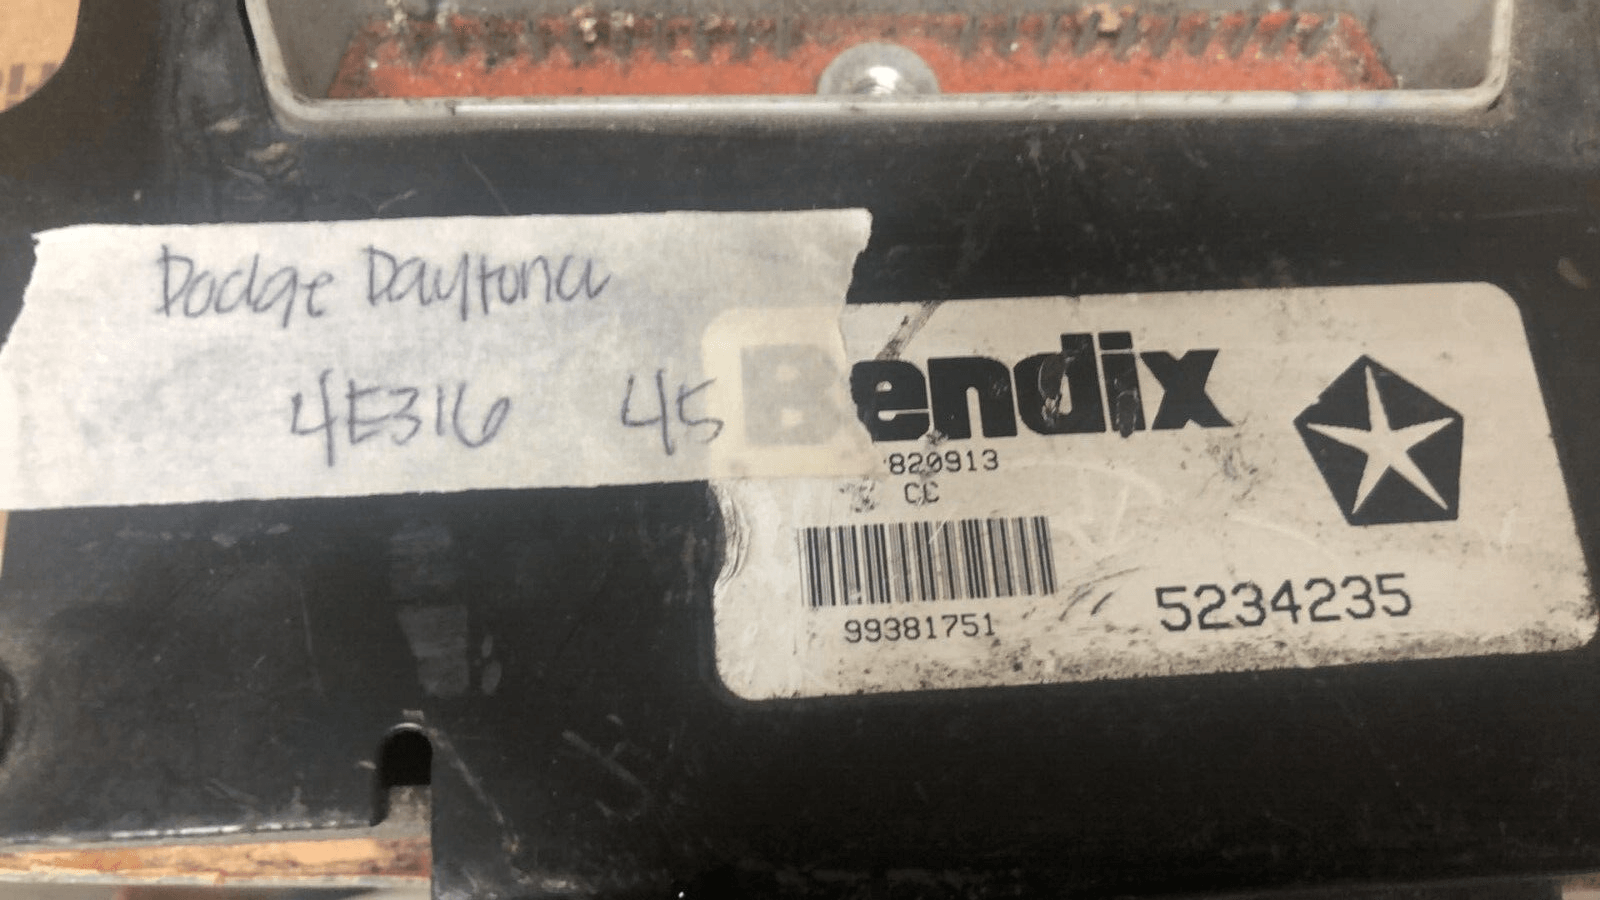 Dodge Daytona
4E316 45
Bendix
820913
CC
99381751
5234235